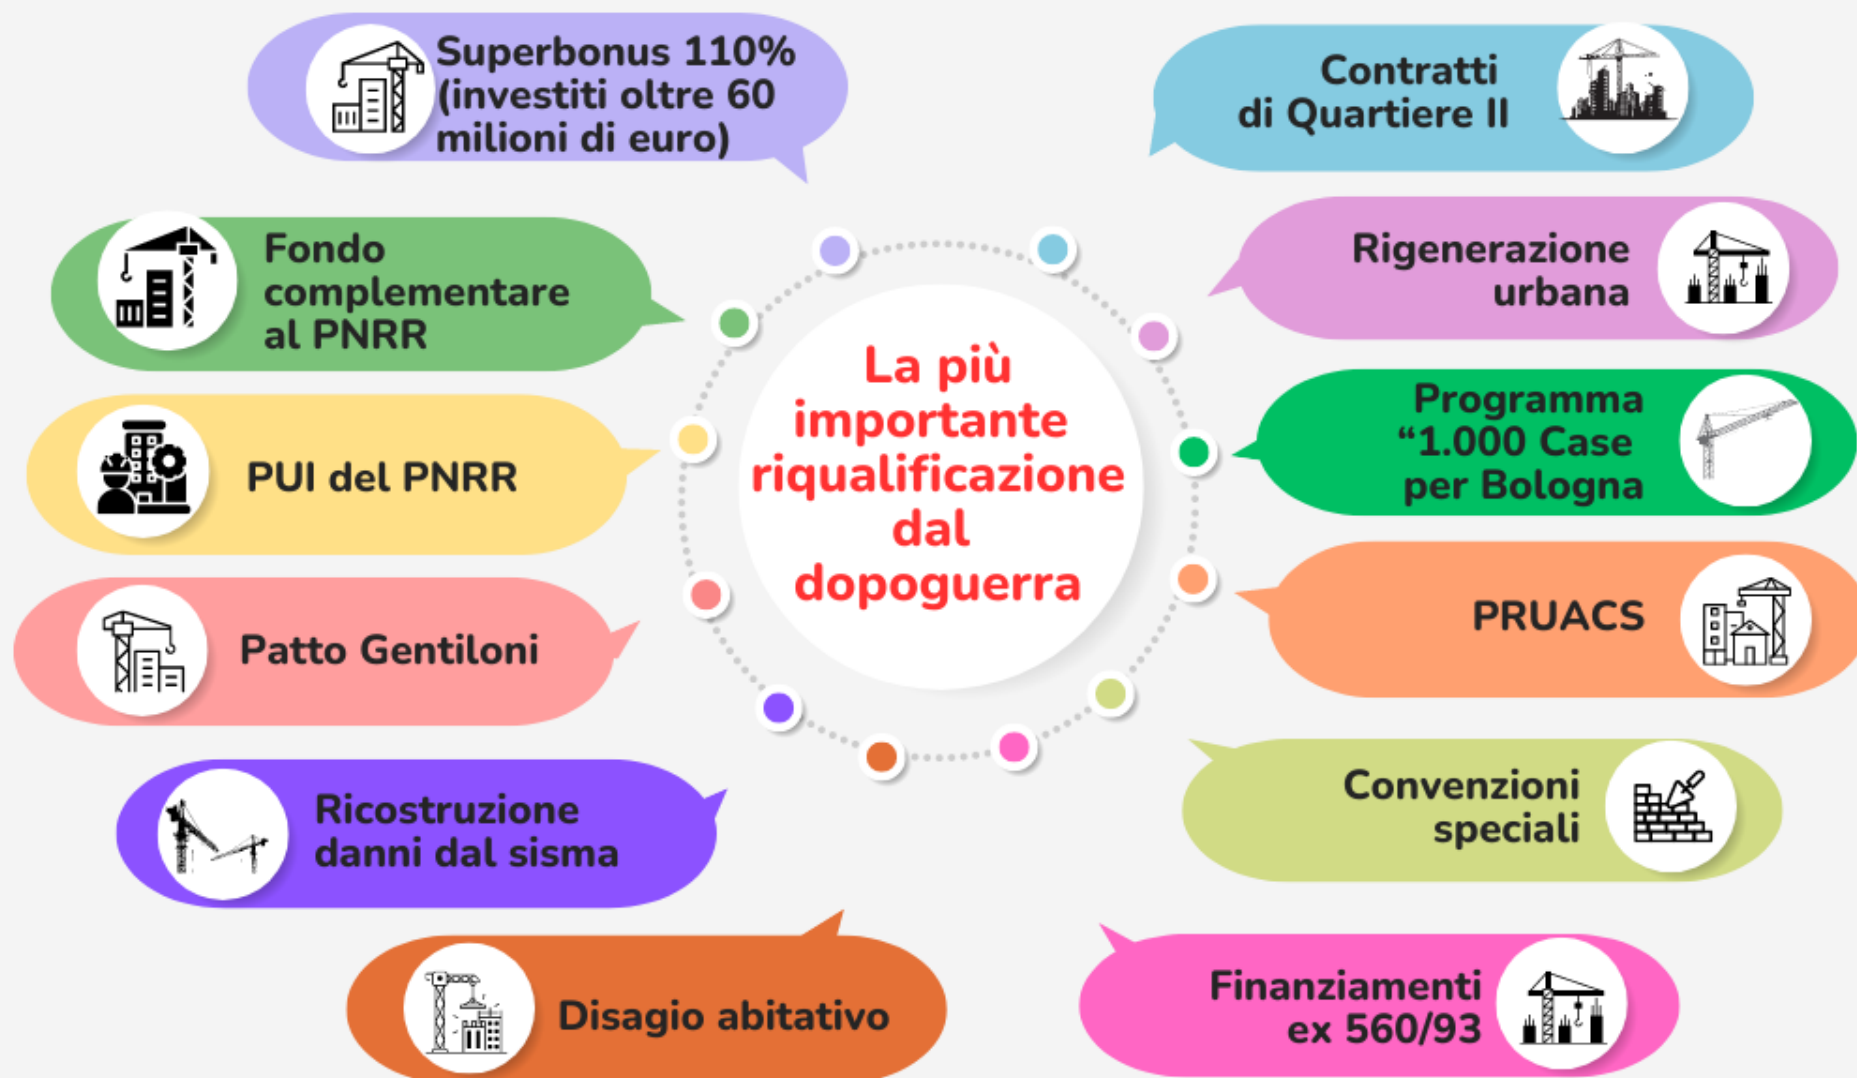 Superbonus 110%
(investiti oltre 60
milioni di euro)
Fondo
complementare
al PNRR
PUI del PNRR
Patto Gentiloni
Ricostruzione
danni dal sisma
Disagio abitativo
La più
importante
riqualificazione
dal
dopoguerra
Contratti
di Quartiere II
Rigenerazione
urbana
Programma
“1.000 Case
per Bologna
PRUACS
Convenzioni
speciali
Finanziamenti
ex 560/93